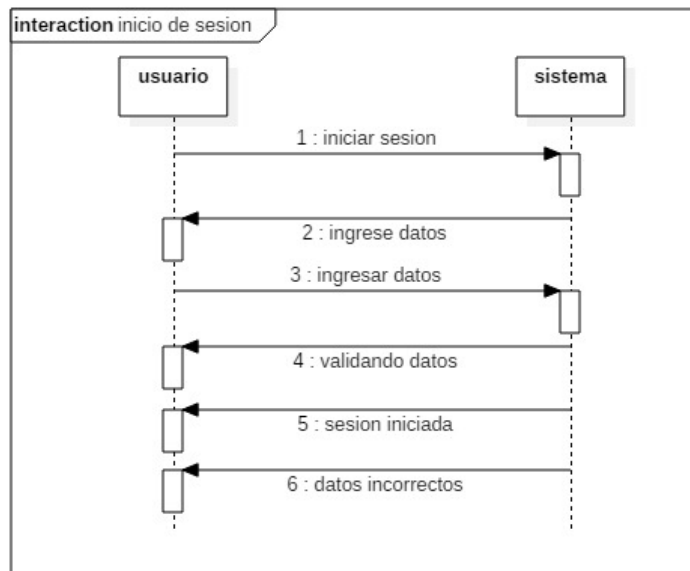 interaction inicio de sesion
usuario
sistema
1 : iniciar sesion
2 : ingrese datos
3 : ingresar datos
4 : validando datos
5 : sesion iniciada
6 : datos incorrectos